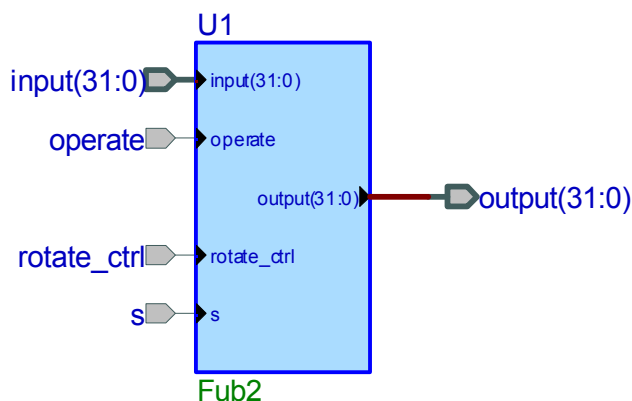 U1
input(31:0) input(31:0)
operate operate
output(31:0) output(31:0)
rotate_ctrl rotate_ctrl
s s
Fub2